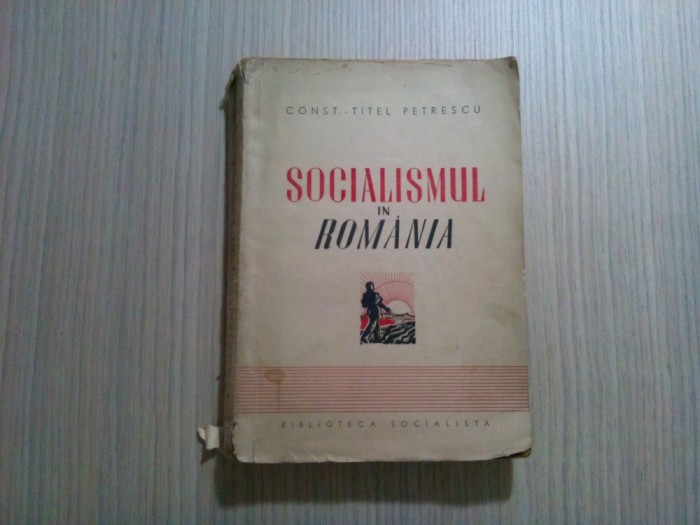 CONST.-TITEL PETRESCU
SOCIALISMUL
IN
ROMÂNIA
BIBLIOTECA SOCIALISTA